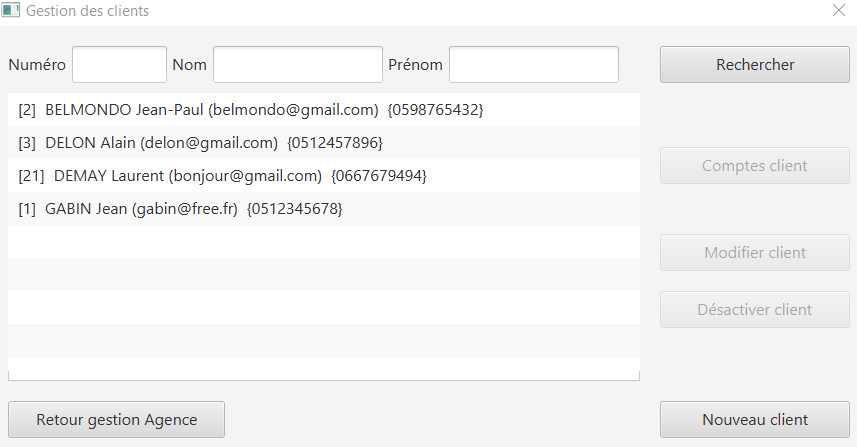 Gestion des clients
Numéro Nom Prénom Rechercher
[2] BELMONDO Jean-Paul (belmondo@gmail.com) {0598765432}
[3] DELON Alain (delon@gmail.com) {0512457896}
[21] DEMAY Laurent (bonjour@gmail.com) {0667679494}
[1] GABIN Jean (gabin@free.fr) {0512345678}
Comptes client
Modifier client
Désactiver client
Retour gestion Agence
Nouveau client